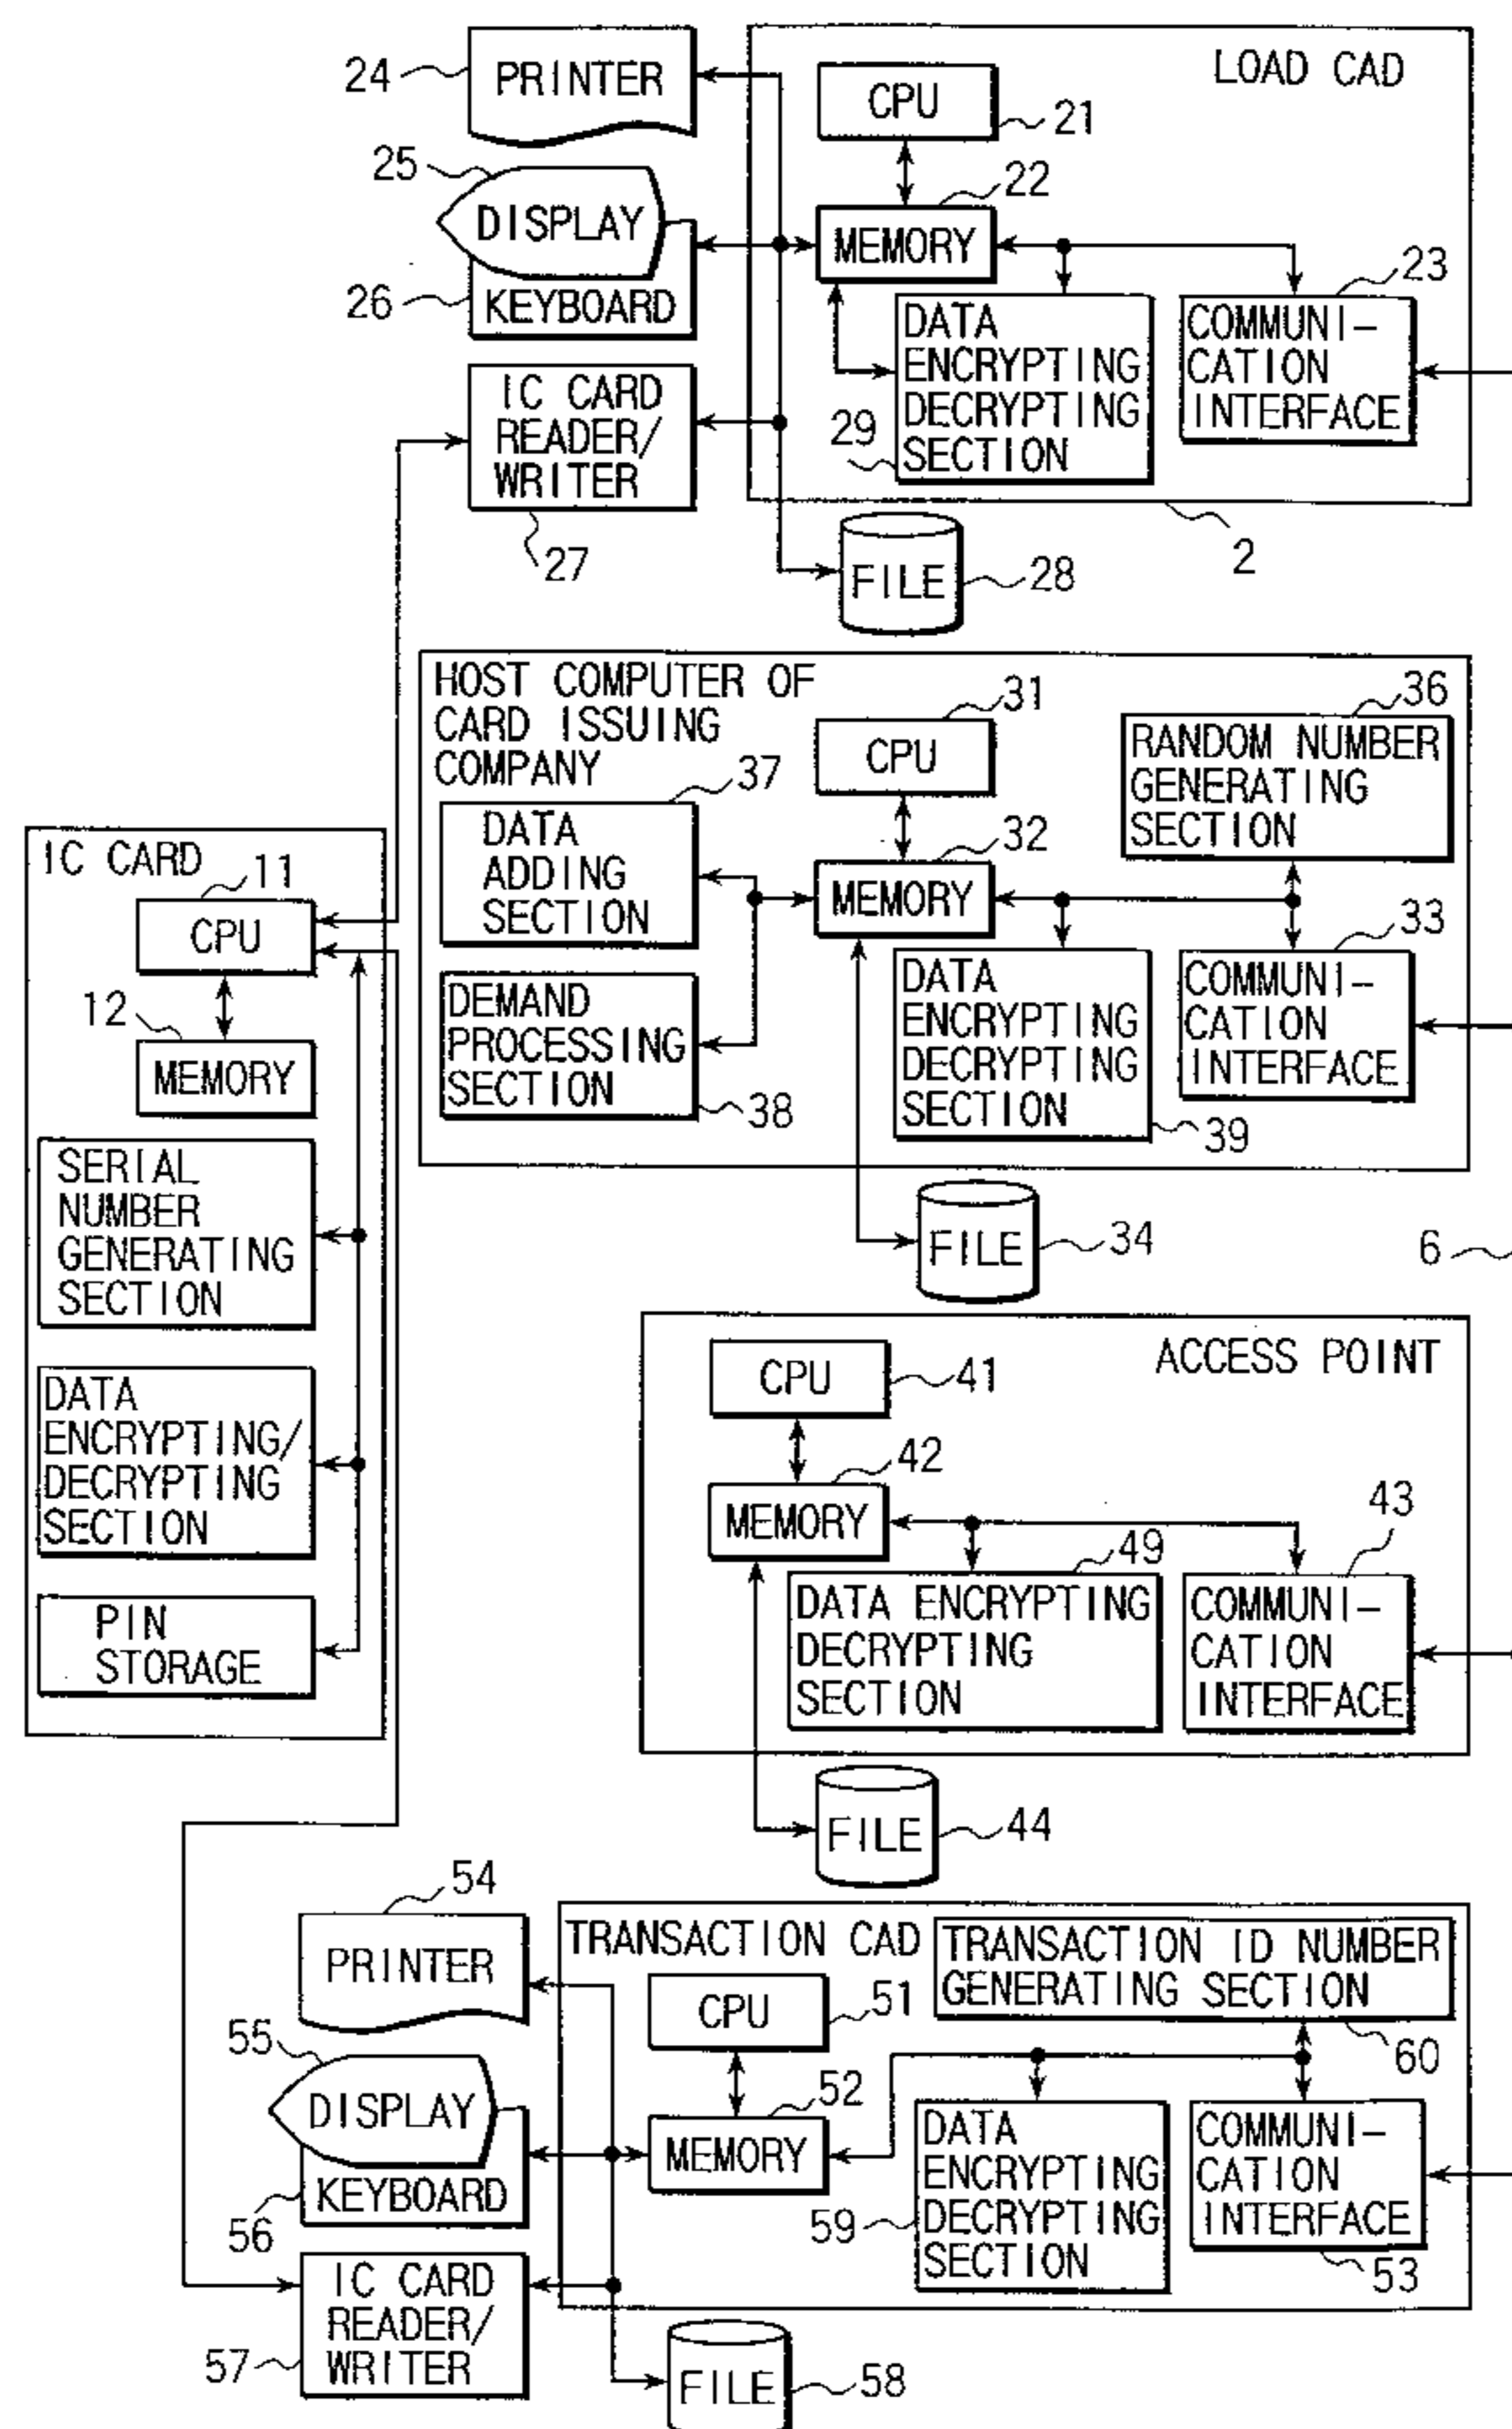 24
PRINTER
LOAD CAD
CPU
21
25
DISPLAY
22
MEMORY
23
26
KEYBOARD
DATA
ENCRYPTING
DECRYPTING
SECTION
29
COMMUNI-
CATION
INTERFACE
IC CARD
READER/
WRITER
27
2
FILE
28
HOST COMPUTER OF
CARD ISSUING
COMPANY
31
CPU
36
RANDOM NUMBER
GENERATING
SECTION
37
DATA
ADDING
SECTION
32
MEMORY
33
COMMUNI-
CATION
INTERFACE
DEMAND
PROCESSING
SECTION
38
DATA
ENCRYPTING
DECRYPTING
SECTION
39
FILE
34
6
IC CARD
11
CPU
12
MEMORY
SERIAL
NUMBER
GENERATING
SECTION
DATA
ENCRYPTING/
DECRYPTING
SECTION
PIN
STORAGE
ACCESS POINT
CPU
41
42
MEMORY
43
49
DATA ENCRYPTING
DECRYPTING
SECTION
COMMUNI-
CATION
INTERFACE
FILE
44
54
PRINTER
TRANSACTION CAD
TRANSACTION ID NUMBER
GENERATING SECTION
60
CPU
51
55
DISPLAY
52
MEMORY
56
KEYBOARD
DATA
ENCRYPTING
DECRYPTING
SECTION
59
COMMUNI-
CATION
INTERFACE
53
IC CARD
READER/
WRITER
57
FILE
58